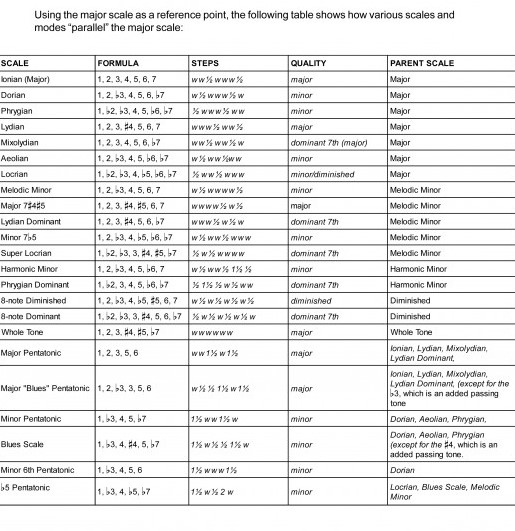 Using the major scale as a reference point, the following table shows how various scales and
modes “parallel” the major scale:
SCALE FORMULA STEPS QUALITY PARENT SCALE
Ionian (Major) 1, 2, 3, 4, 5, 6, 7 w w ½ w w w ½ major Major
Dorian 1, 2, ♭3, 4, 5, 6, ♭7 w ½ w w w ½ w minor Major
Phrygian 1, ♭2, ♭3, 4, 5, ♭6, ♭7 ½ w w w ½ w w minor Major
Lydian 1, 2, 3, ♯4, 5, 6, 7 w w w ½ w w ½ major Major
Mixolydian 1, 2, 3, 4, 5, 6, ♭7 w w ½ w w ½ w dominant 7th (major) Major
Aeolian 1, 2, ♭3, 4, 5, ♭6, ♭7 w ½ w w ½w w minor Major
Locrian 1, ♭2, ♭3, 4, ♭5, ♭6, ♭7 ½ w w ½ w w w minor/diminished Major
Melodic Minor 1, 2, ♭3, 4, 5, 6, 7 w ½ w w w w ½ minor Melodic Minor
Major 7♯4♯5 1, 2, 3, ♯4, ♯5, 6, 7 w w w w ½ w ½ major Melodic Minor
Lydian Dominant 1, 2, 3, ♯4, 5, 6, ♭7 w w w ½ w ½ w dominant 7th Melodic Minor
Minor 7♭5 1, 2, ♭3, 4, ♭5, ♭6, ♭7 w ½ w w ½ w w w minor Melodic Minor
Super Locrian 1, ♭2, ♭3, 3, ♯4, ♯5, ♭7 ½ w ½ w w w w dominant 7th Melodic Minor
Harmonic Minor 1, 2, ♭3, 4, 5, ♭6, 7 w ½ w w ½ 1½ ½ minor Harmonic Minor
Phrygian Dominant 1, ♭2, 3, 4, 5, ♭6, ♭7 ½ 1½ ½ w ½ w w dominant 7th Harmonic Minor
8-note Diminished 1, 2, ♭3, 4, ♭5, ♯5, 6, 7 w ½ w ½ w ½ w ½ diminished Diminished
8-note Dominant 1, ♭2, ♭3, 3, ♯4, 5, 6, ♭7 ½ w ½ w ½ w ½ w dominant 7th Diminished
Whole Tone 1, 2, 3, ♯4, ♯5, ♭7 w w w w w w major Whole Tone
Major Pentatonic 1, 2, 3, 5, 6 w w 1½ w 1½ major Ionian, Lydian, Mixolydian,
Lydian Dominant,
Major "Blues" Pentatonic 1, 2, ♭3, 3, 5, 6 w ½ ½ 1½ w 1½ major Ionian, Lydian, Mixolydian,
Lydian Dominant, (except for the
♭3, which is an added passing
tone
Minor Pentatonic 1, ♭3, 4, 5, ♭7 1½ w w 1½ w minor Dorian, Aeolian, Phrygian,
Blues Scale 1, ♭3, 4, ♯4, 5, ♭7 1½ w ½ ½ 1½ w minor Dorian, Aeolian, Phrygian
(except for the ♯4, which is an
added passing tone.
Minor 6th Pentatonic 1, ♭3, 4, 5, 6 1½ w w w 1½ minor Dorian
♭5 Pentatonic 1, ♭3, 4, ♭5, ♭7 1½ w ½ 2 w minor Locrian, Blues Scale, Melodic
Minor